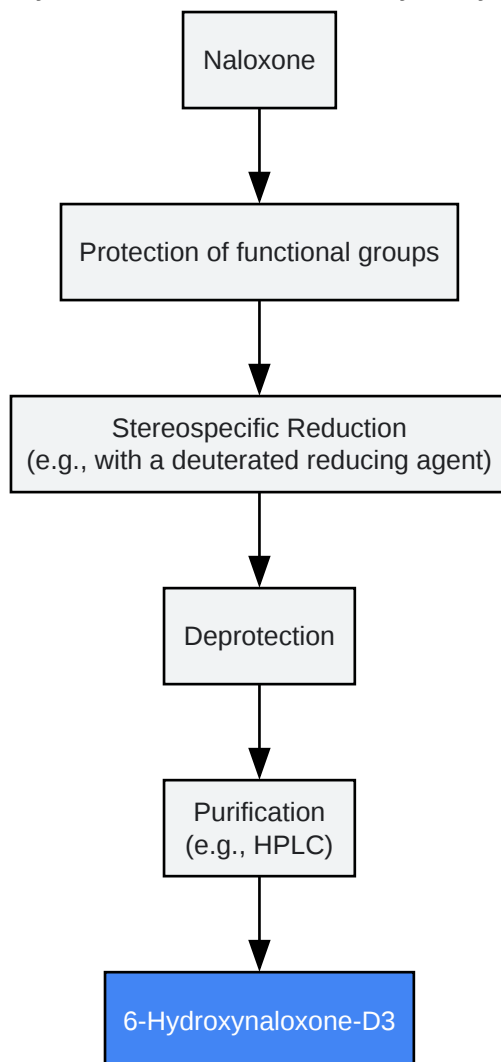 Naloxone
Protection of functional groups
Stereospecific Reduction
(e.g., with a deuterated reducing agent)
Deprotection
Purification
(e.g., HPLC)
6-Hydroxynaloxone-D3